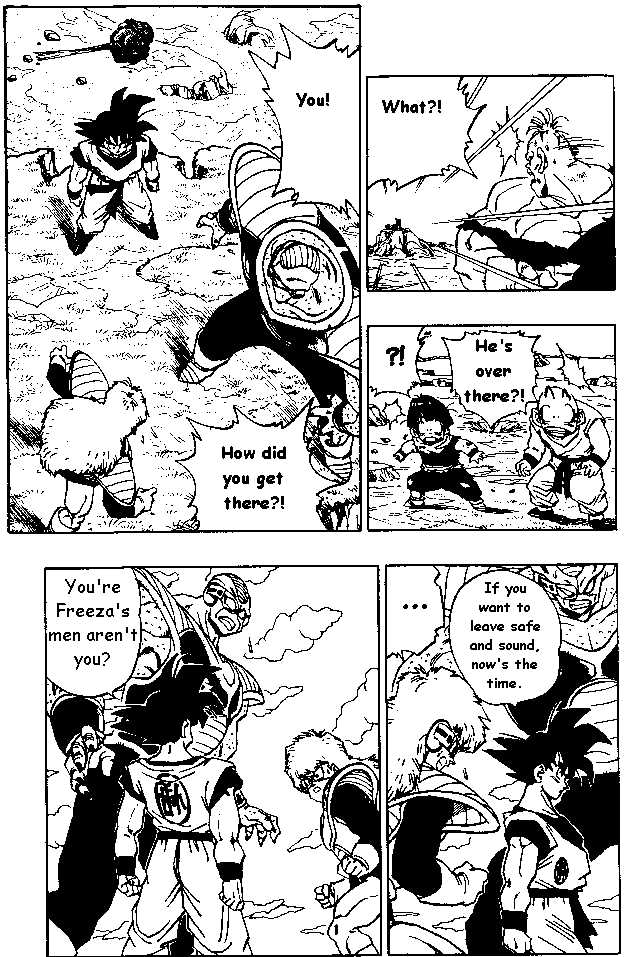 You!
How did
you get
there?!
What?!
?!
He's
over
there?!
You're
Freeza's
men aren't
you?
...
If you
want to
leave safe
and sound,
now's the
time.